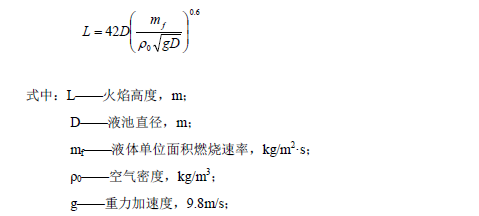 L = 42D(m_f / (ρ₀√(gD)))^0.6
式中：L——火焰高度，m；
D——液池直径，m；
m_f——液体单位面积燃烧速率，kg/m²·s；
ρ₀——空气密度，kg/m³；
g——重力加速度，9.8m/s；